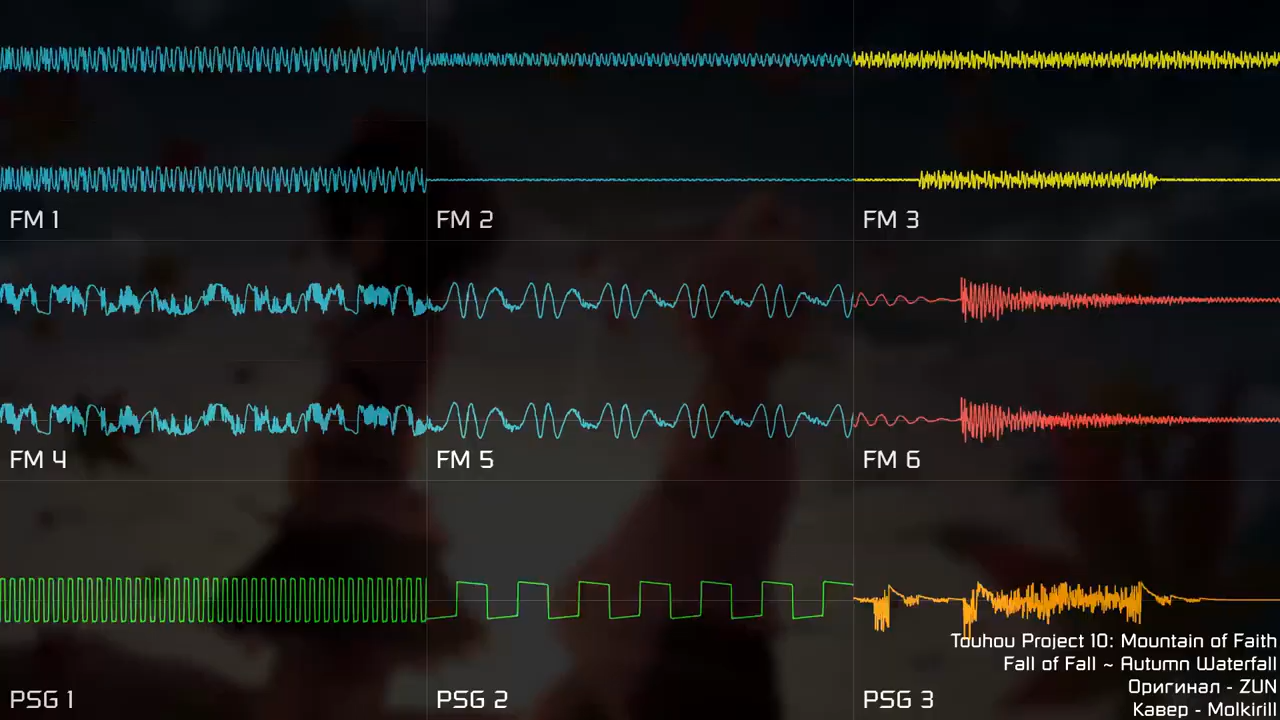 FM 1
FM 2
FM 3
FM 4
FM 5
FM 6
PSG 1
PSG 2
PSG 3
Touhou Project 10: Mountain of Faith
Fall of Fall ~ Autumn Waterfall
Оригинал - ZUN
Кавер - Molkirill